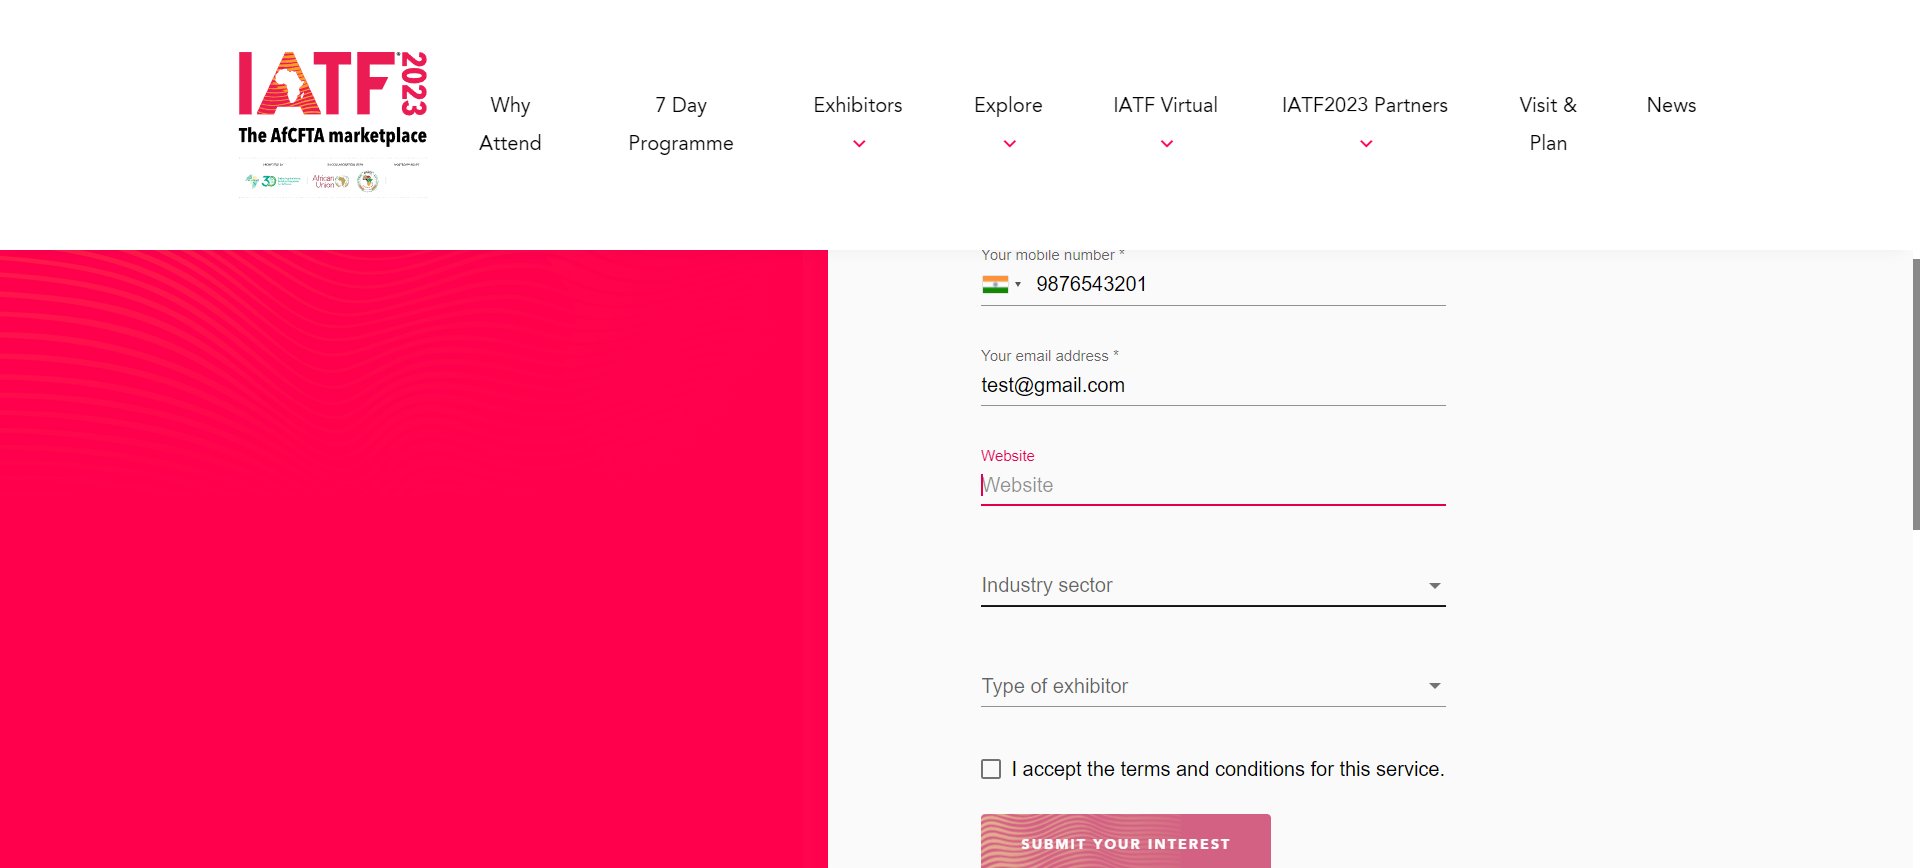 IATF 2023
The AfCFTA marketplace
African
Union
Why
Attend
7 Day
Programme
Exhibitors
Explore
IATF Virtual
IATF2023 Partners
Visit &
Plan
News
Your mobile number *
9876543201
Your email address *
test@gmail.com
Website
Website
Industry sector
Type of exhibitor
I accept the terms and conditions for this service.
SUBMIT YOUR INTEREST